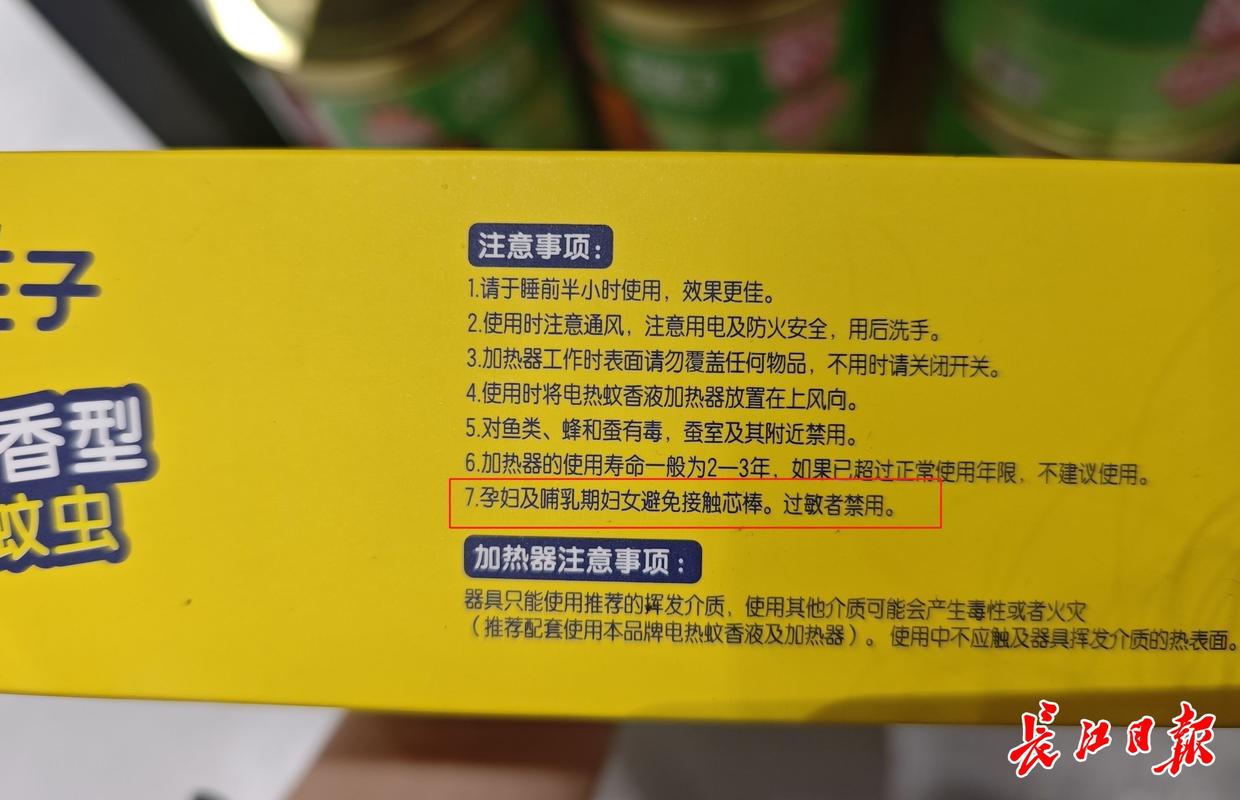 注意事项：
1.请于睡前半小时使用，效果更佳。
2.使用时注意通风，注意用电及防火安全，用后洗手。
3.加热器工作时表面请勿覆盖任何物品，不用时请关闭开关。
4.使用时将电热蚊香液加热器放置在上风向。
5.对鱼类、蜂和蚕有毒，蚕室及其附近禁用。
6.加热器的使用寿命一般为2—3年，如果已超过正常使用年限，不建议使用。
7.孕妇及哺乳期妇女避免接触芯棒。过敏者禁用。
加热器注意事项：
器具只能使用推荐的挥发介质，使用其他介质可能会产生毒性或者火灾
（推荐配套使用本品牌电热蚊香液及加热器）。使用中不应触及器具挥发介质的热表面。
子
香型
蚊虫
长江日报